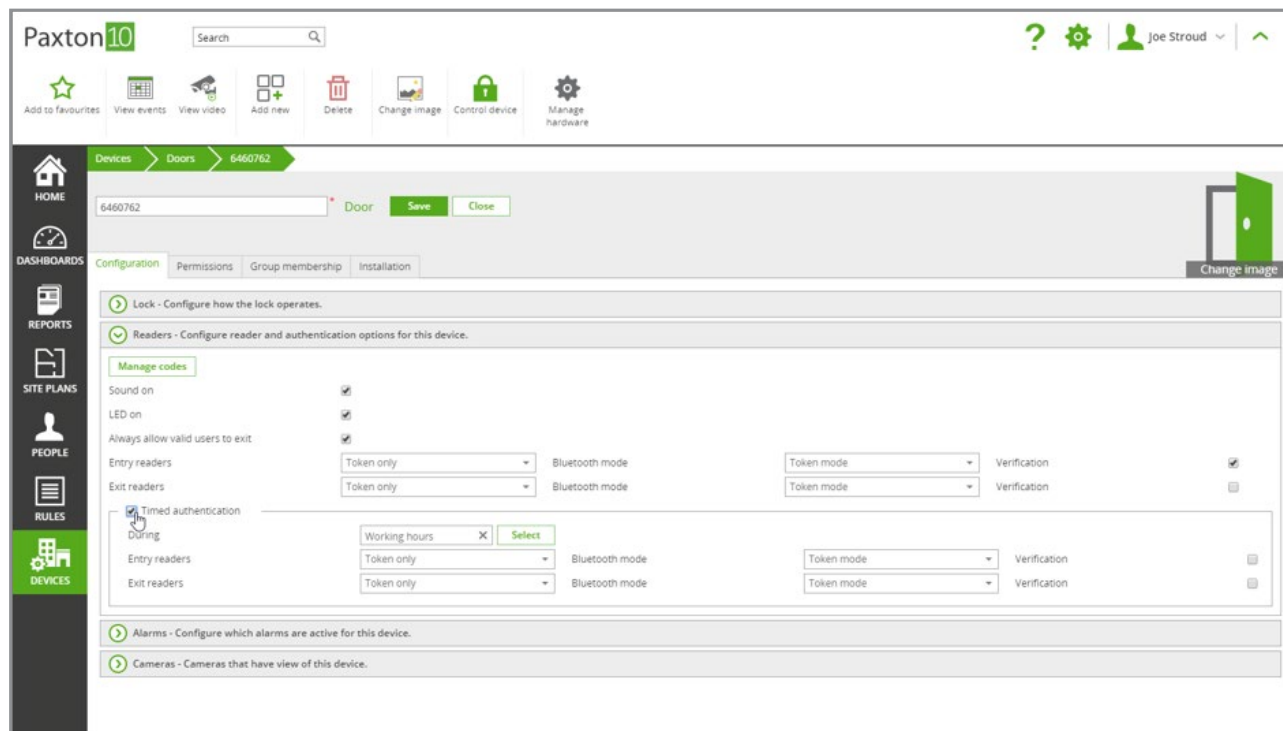 Paxton10 Search Joe Stroud
Add to favourites View events View video Add new Delete Change image Control device Manage hardware
HOME
DASHBOARDS
REPORTS
SITE PLANS
PEOPLE
RULES
DEVICES
Devices Doors 6460762
6460762 * Door Save Close
Change image
Configuration Permissions Group membership Installation
Lock - Configure how the lock operates.
Readers - Configure reader and authentication options for this device.
Manage codes
Sound on
LED on
Always allow valid users to exit
Entry readers Token only Bluetooth mode Token mode Verification
Exit readers Token only Bluetooth mode Token mode Verification
Timed authentication
During Working hours X Select
Entry readers Token only Bluetooth mode Token mode Verification
Exit readers Token only Bluetooth mode Token mode Verification
Alarms - Configure which alarms are active for this device.
Cameras - Cameras that have view of this device.